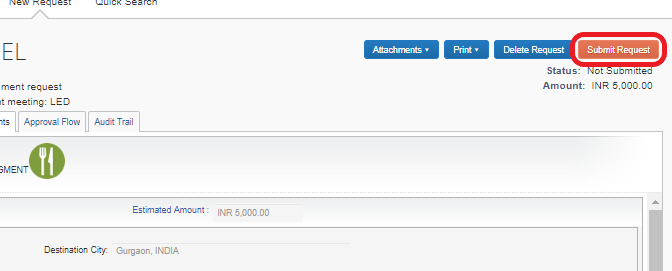 New Request Quick Search
EL
Attachments Print Delete Request Submit Request
Status: Not Submitted
ment request
Amount: INR 5,000.00
t meeting: LED
nts Approval Flow Audit Trail
GMENT
Estimated Amount : INR 5,000.00
Destination City: Gurgaon, INDIA